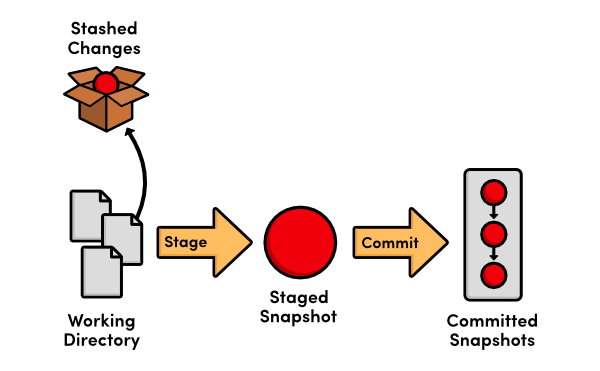 Stashed
Changes
Stage
Commit
Staged
Snapshot
Working
Directory
Committed
Snapshots